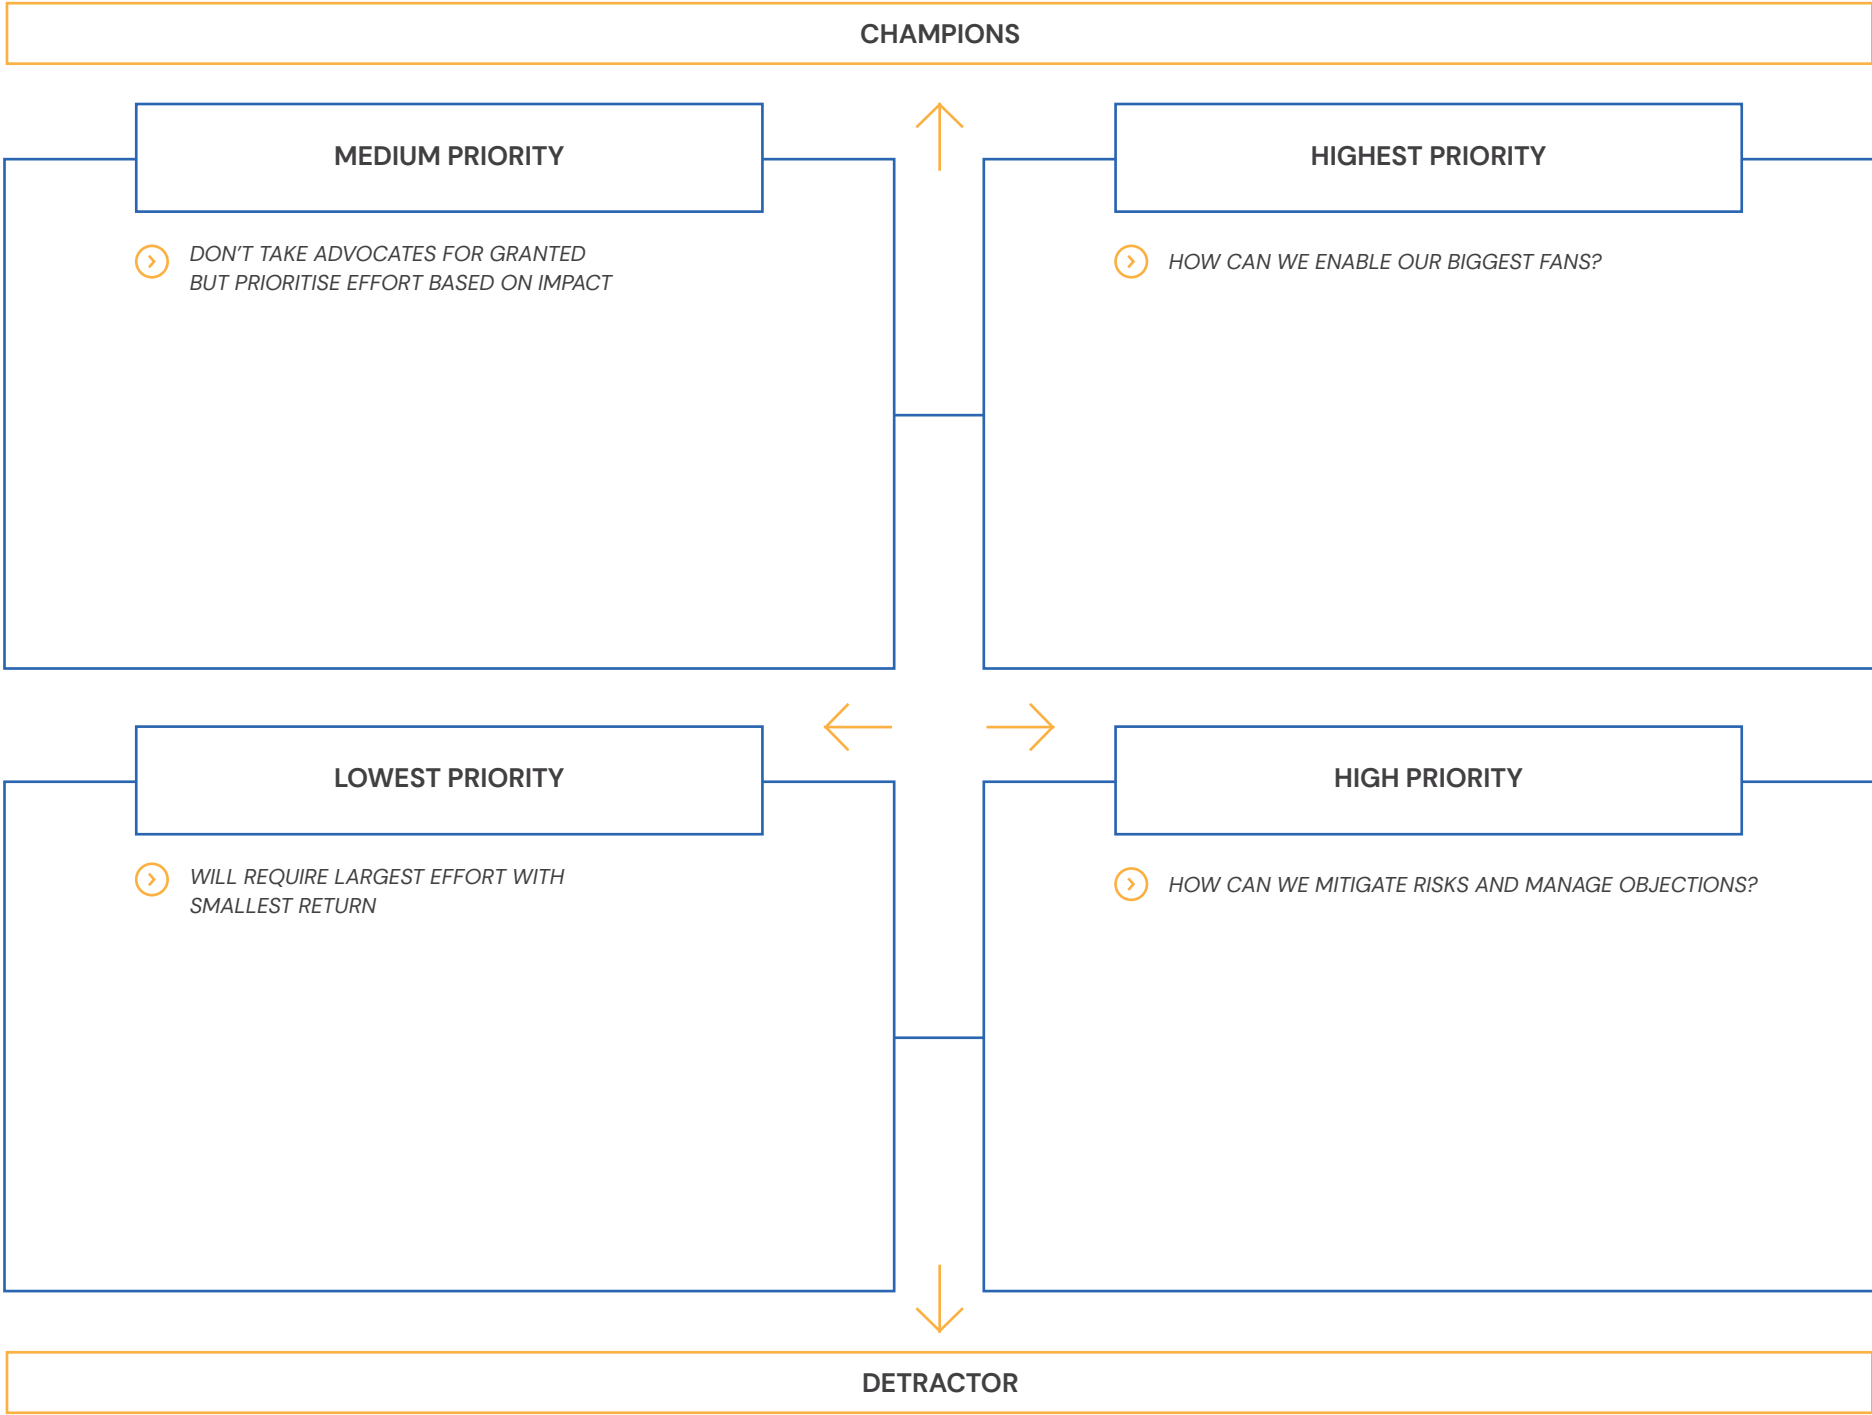 CHAMPIONS
MEDIUM PRIORITY
DON'T TAKE ADVOCATES FOR GRANTED
BUT PRIORITISE EFFORT BASED ON IMPACT
HIGHEST PRIORITY
HOW CAN WE ENABLE OUR BIGGEST FANS?
LOWEST PRIORITY
WILL REQUIRE LARGEST EFFORT WITH
SMALLEST RETURN
HIGH PRIORITY
HOW CAN WE MITIGATE RISKS AND MANAGE OBJECTIONS?
DETRACTOR